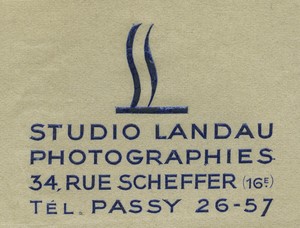 STUDIO LANDAU
PHOTOGRAPHIES
34, RUE SCHEFFER (16E)
TÉL. PASSY 26-57